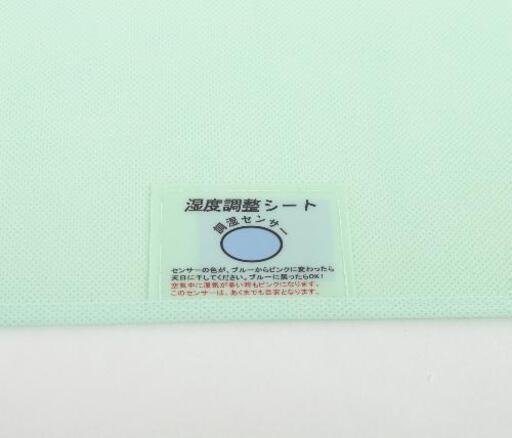 湿度調整シート
調湿センサー
センサーの色が、ブルーからピンクに変わったら
天日に干してください。ブルーに戻ったらOK!
空気中に湿気が多い時もピンクになります。
このセンサーは、あくまでも目安となります。